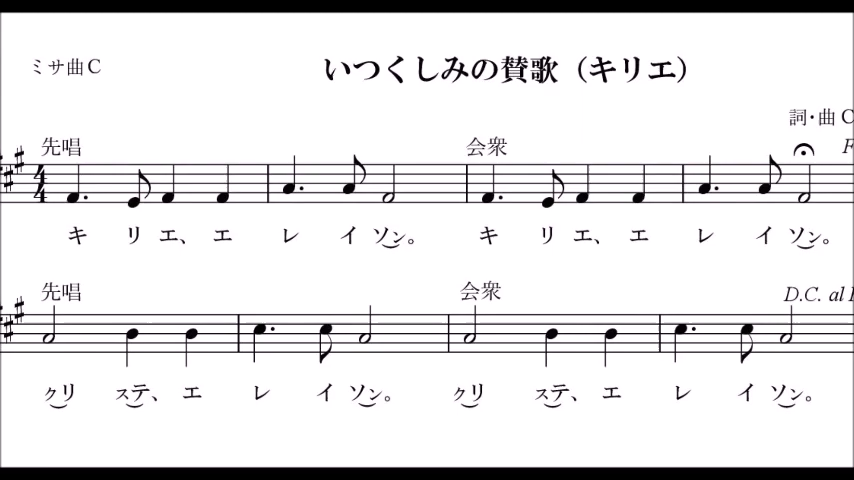 ミサ曲C
いつくしみの賛歌（キリエ）
詞・曲 C
先唱 会衆 F
キ リ エ、 エ レ イ ソン。 キ リ エ、 エ レ イ ソン。
先唱 会衆 D.C. al
クリ ステ、 エ レ イ ソン。 クリ ステ、 エ レ イ ソン。